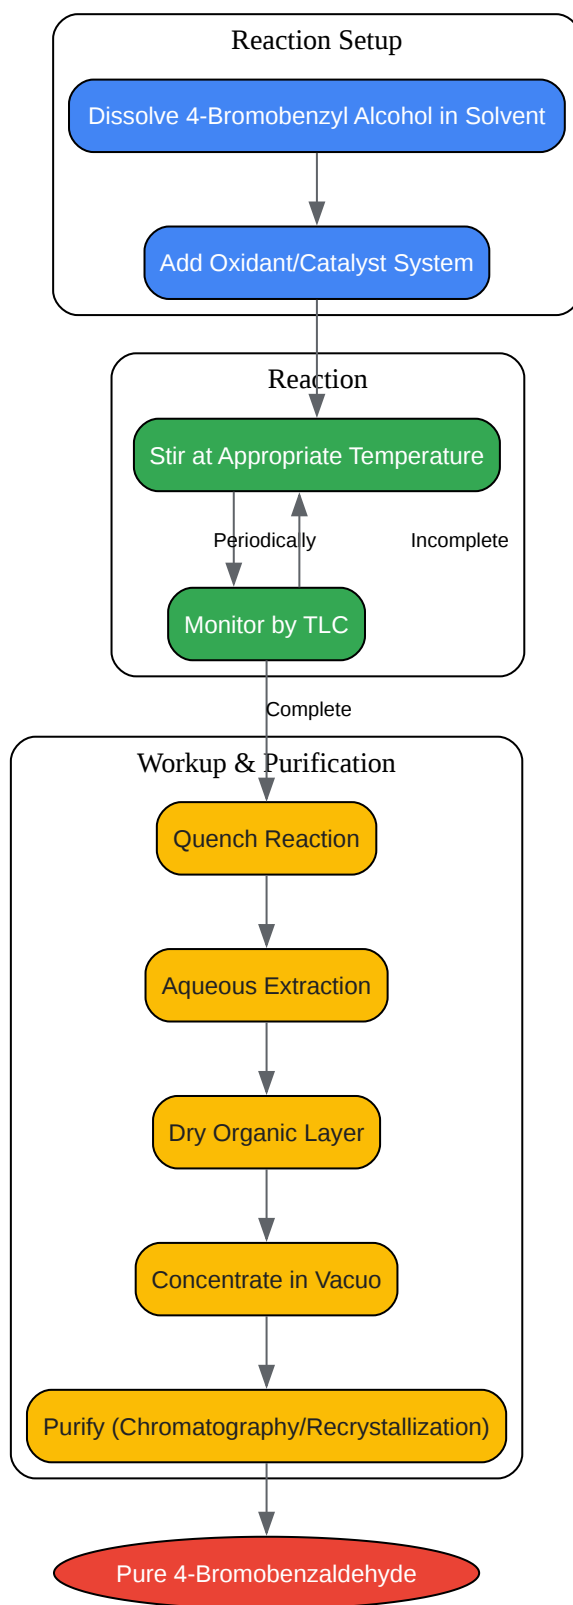 Reaction Setup
Dissolve 4-Bromobenzyl Alcohol in Solvent
Add Oxidant/Catalyst System
Reaction
Stir at Appropriate Temperature
Periodically
Incomplete
Monitor by TLC
Complete
Workup & Purification
Quench Reaction
Aqueous Extraction
Dry Organic Layer
Concentrate in Vacuo
Purify (Chromatography/Recrystallization)
Pure 4-Bromobenzaldehyde